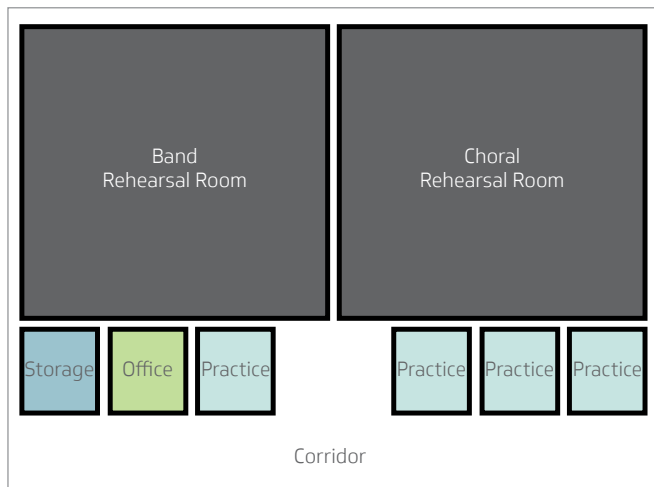 Band
Rehearsal Room
Choral
Rehearsal Room
Storage
Office
Practice
Practice
Practice
Practice
Corridor